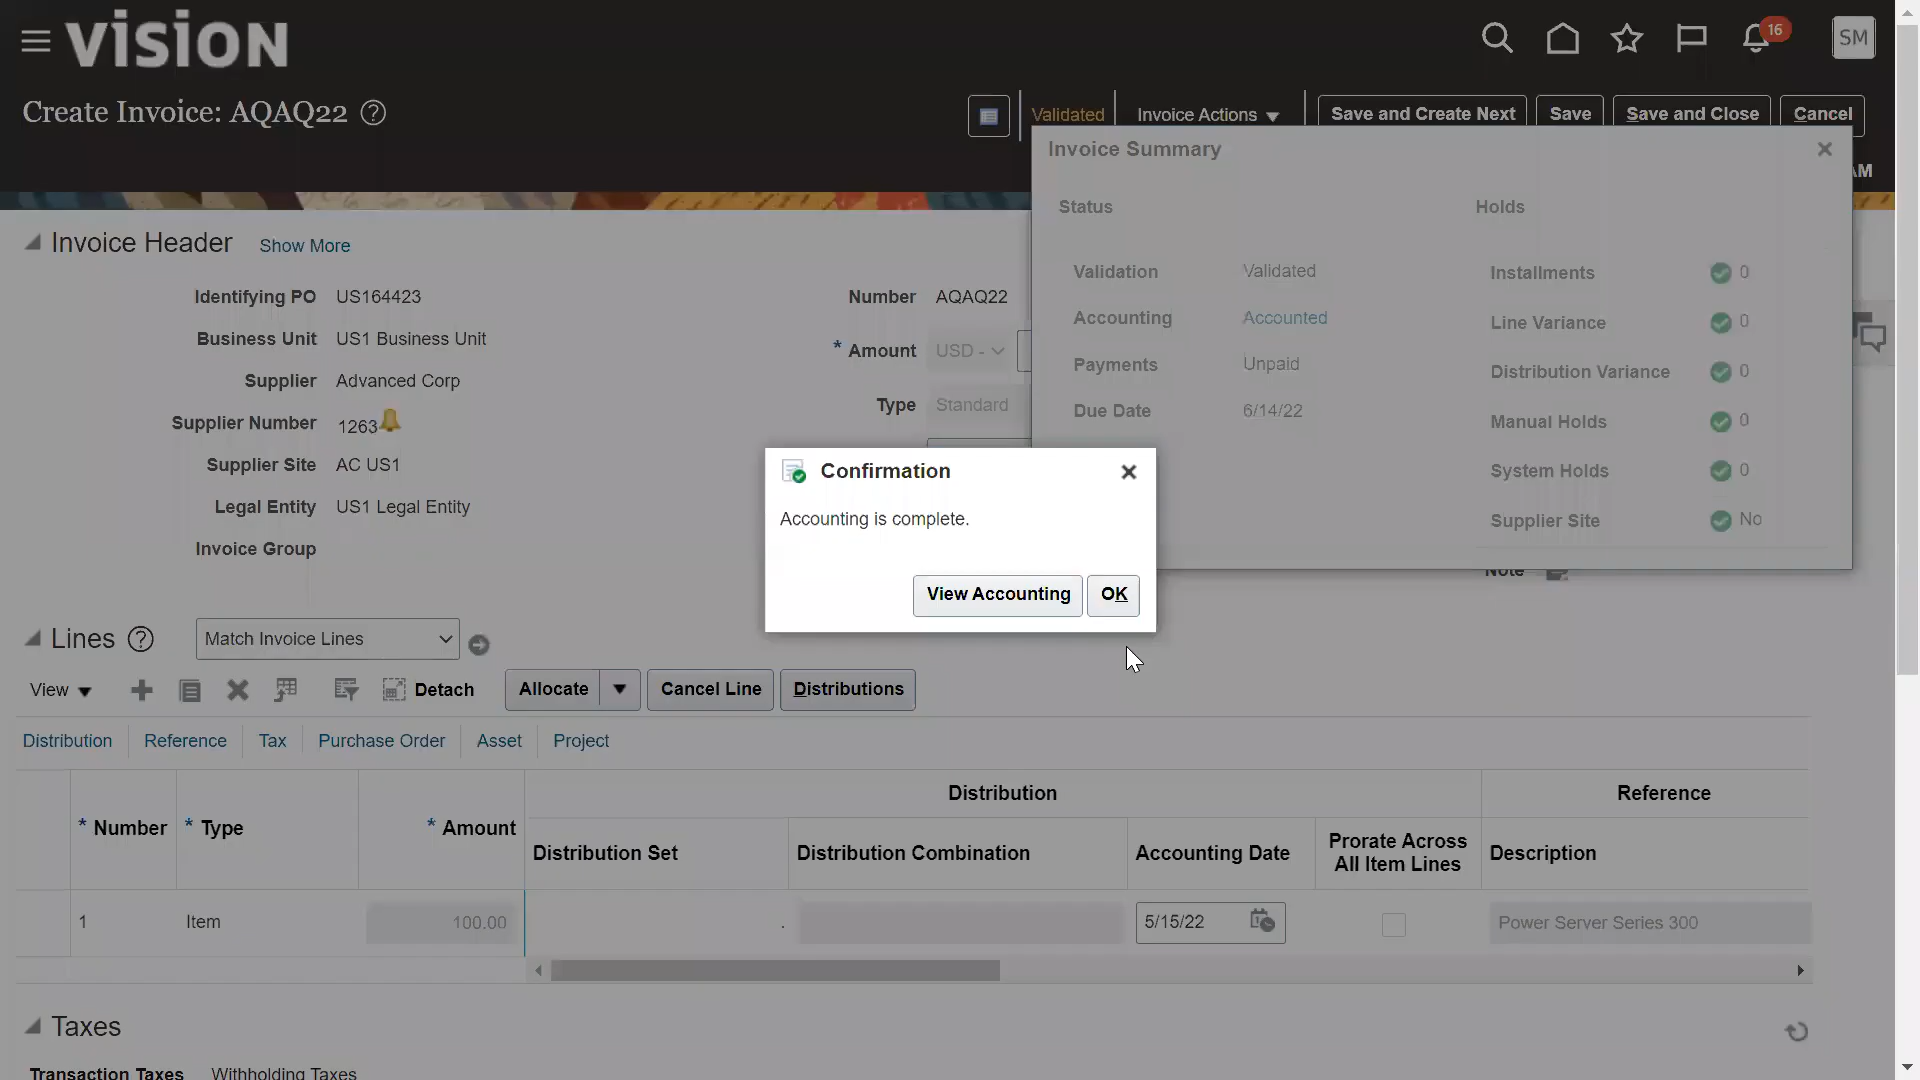 vision
16
SM
Create Invoice: AQAQ22 ?
Validated
Invoice Actions
Save and Create Next
Save
Save and Close
Cancel
AM
Invoice Summary
Status
Holds
Validation Validated
Accounting Accounted
Payments Unpaid
Due Date 6/14/22
Installments 0
Line Variance 0
Distribution Variance 0
Manual Holds 0
System Holds 0
Supplier Site No
Note
Invoice Header Show More
Identifying PO US164423
Business Unit US1 Business Unit
Supplier Advanced Corp
Supplier Number 1263
Supplier Site AC US1
Legal Entity US1 Legal Entity
Invoice Group
Number AQAQ22
* Amount USD -
Type Standard
Confirmation
Accounting is complete.
View Accounting OK
Lines ? Match Invoice Lines
View Detach Allocate Cancel Line Distributions
Distribution Reference Tax Purchase Order Asset Project
Distribution Reference
* Number * Type * Amount Distribution Set Distribution Combination Accounting Date Prorate Across All Item Lines Description
1 Item 100.00 . 5/15/22 Power Server Series 300
Taxes
Transaction Taxes Withholding Taxes